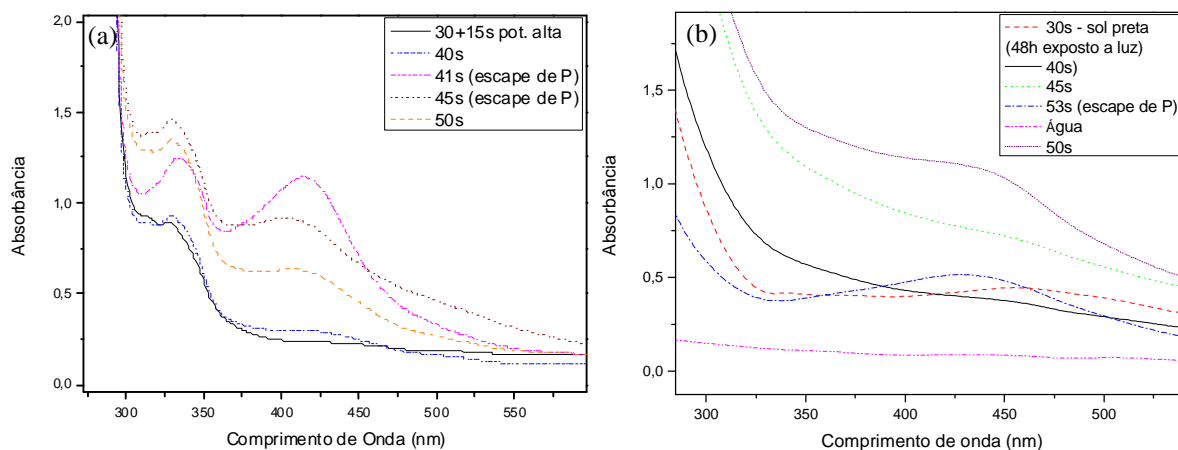 (a)
30+15s pot. alta
40s
41s (escape de P)
45s (escape de P)
50s
2,0
1,5
1,0
0,5
0,0
Absorbância
300 350 400 450 500 550
Comprimento de Onda (nm)
(b)
30s - sol preta
(48h exposto a luz)
40s)
45s
53s (escape de P)
Água
50s
1,5
1,0
0,5
0,0
Absorbância
300 350 400 450 500
Comprimento de onda (nm)